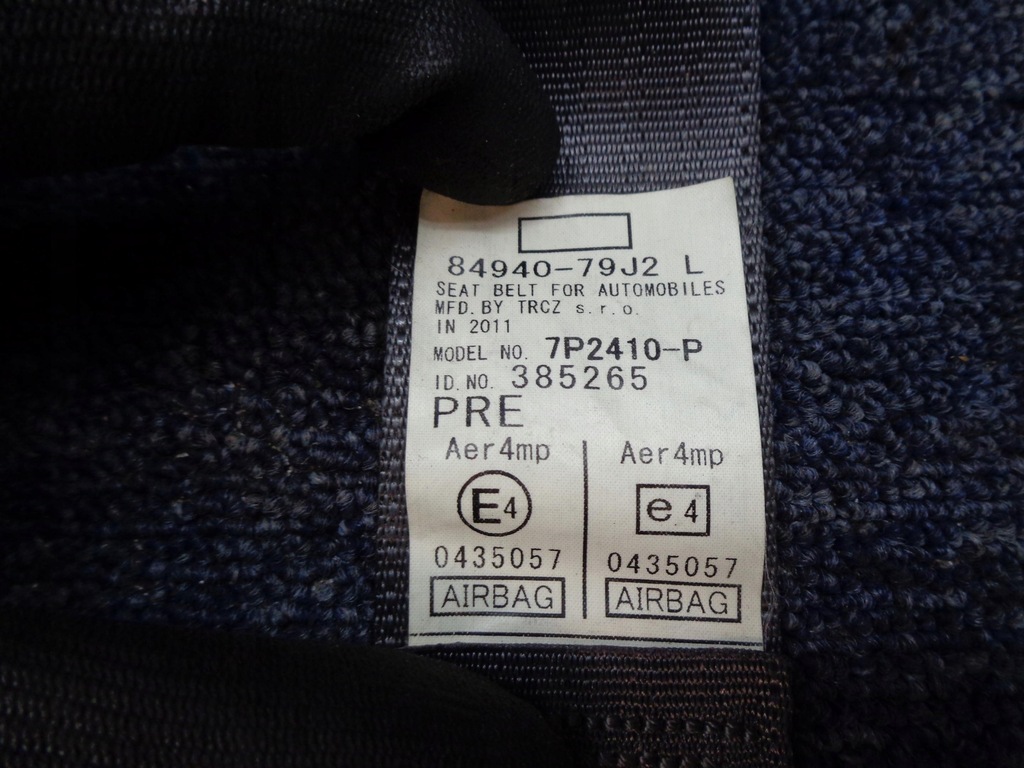 84940-79J2 L
SEAT BELT FOR AUTOMOBILES
MFD. BY TRCZ s.r.o.
IN 2011
MODEL NO. 7P2410-P
ID. NO. 385265
PRE
Aer4mp Aer4mp
E4 e4
0435057 0435057
AIRBAG AIRBAG